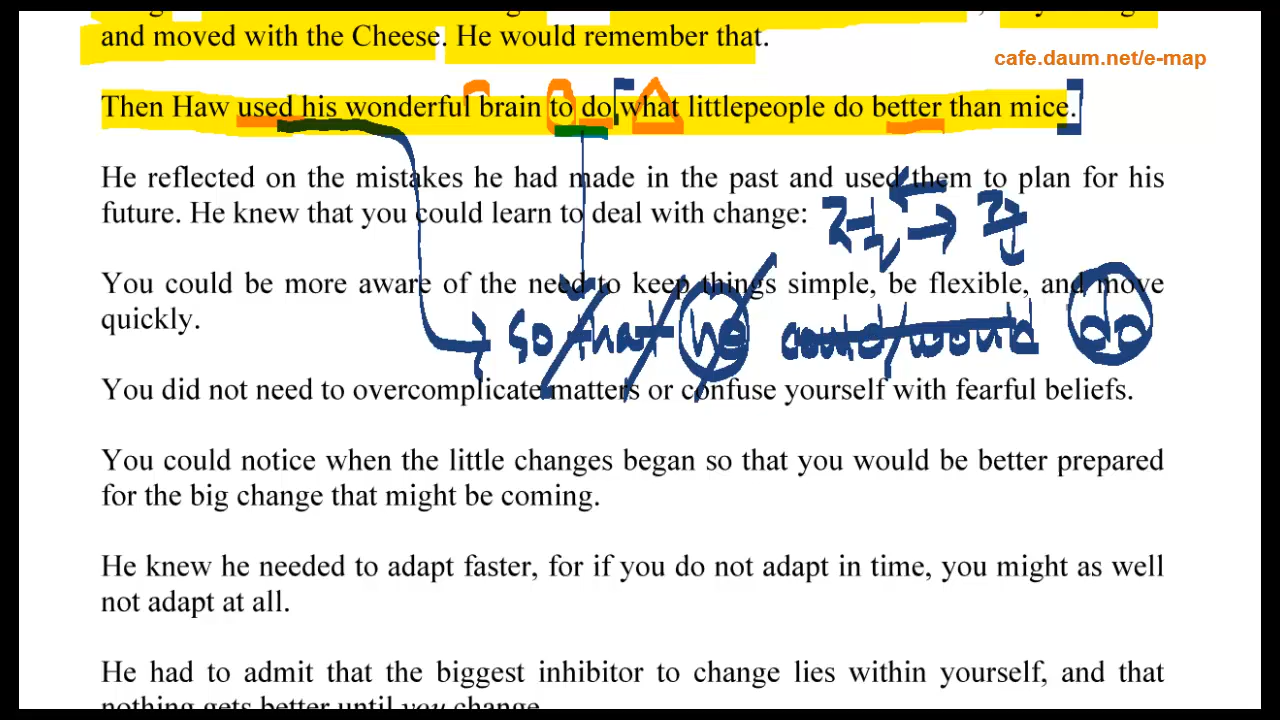 and moved with the Cheese. He would remember that.
cafe.daum.net/e-map
Then Haw used his wonderful brain to do what littlepeople do better than mice.
He reflected on the mistakes he had made in the past and used them to plan for his
future. He knew that you could learn to deal with change:
You could be more aware of the need to keep things simple, be flexible, and move
quickly.
so that he could/would do
You did not need to overcomplicate matters or confuse yourself with fearful beliefs.
You could notice when the little changes began so that you would be better prepared
for the big change that might be coming.
He knew he needed to adapt faster, for if you do not adapt in time, you might as well
not adapt at all.
He had to admit that the biggest inhibitor to change lies within yourself, and that
nothing gets better until you change.